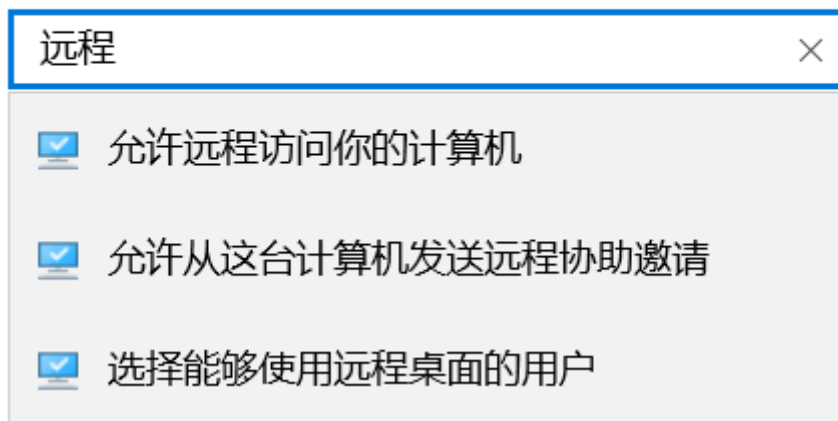 远程
允许远程访问你的计算机
允许从这台计算机发送远程协助邀请
选择能够使用远程桌面的用户